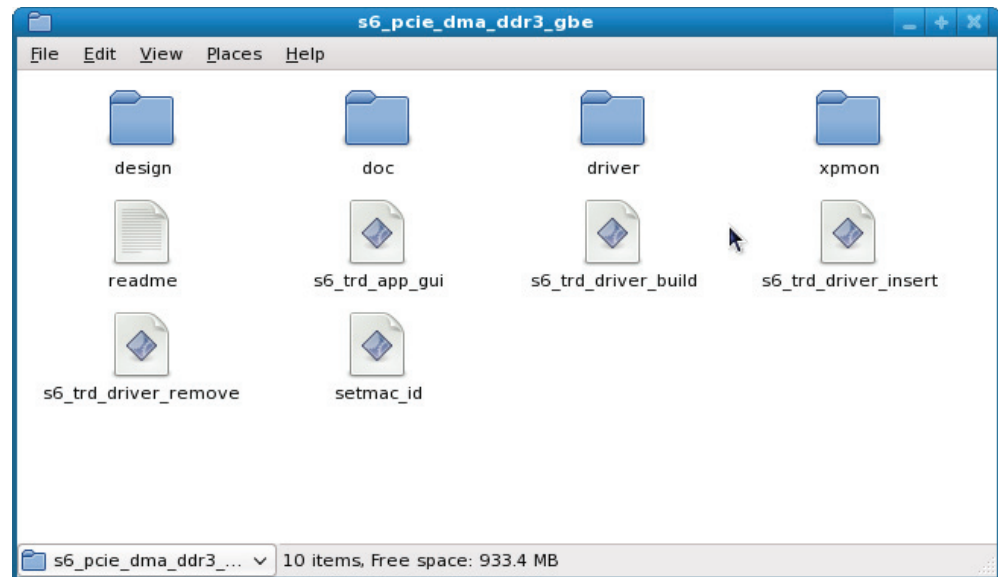 s6_pcie_dma_ddr3_gbe
File Edit View Places Help
design doc driver xpmon
readme s6_trd_app_gui s6_trd_driver_build s6_trd_driver_insert
s6_trd_driver_remove setmac_id
s6_pcie_dma_ddr3_... 10 items, Free space: 933.4 MB